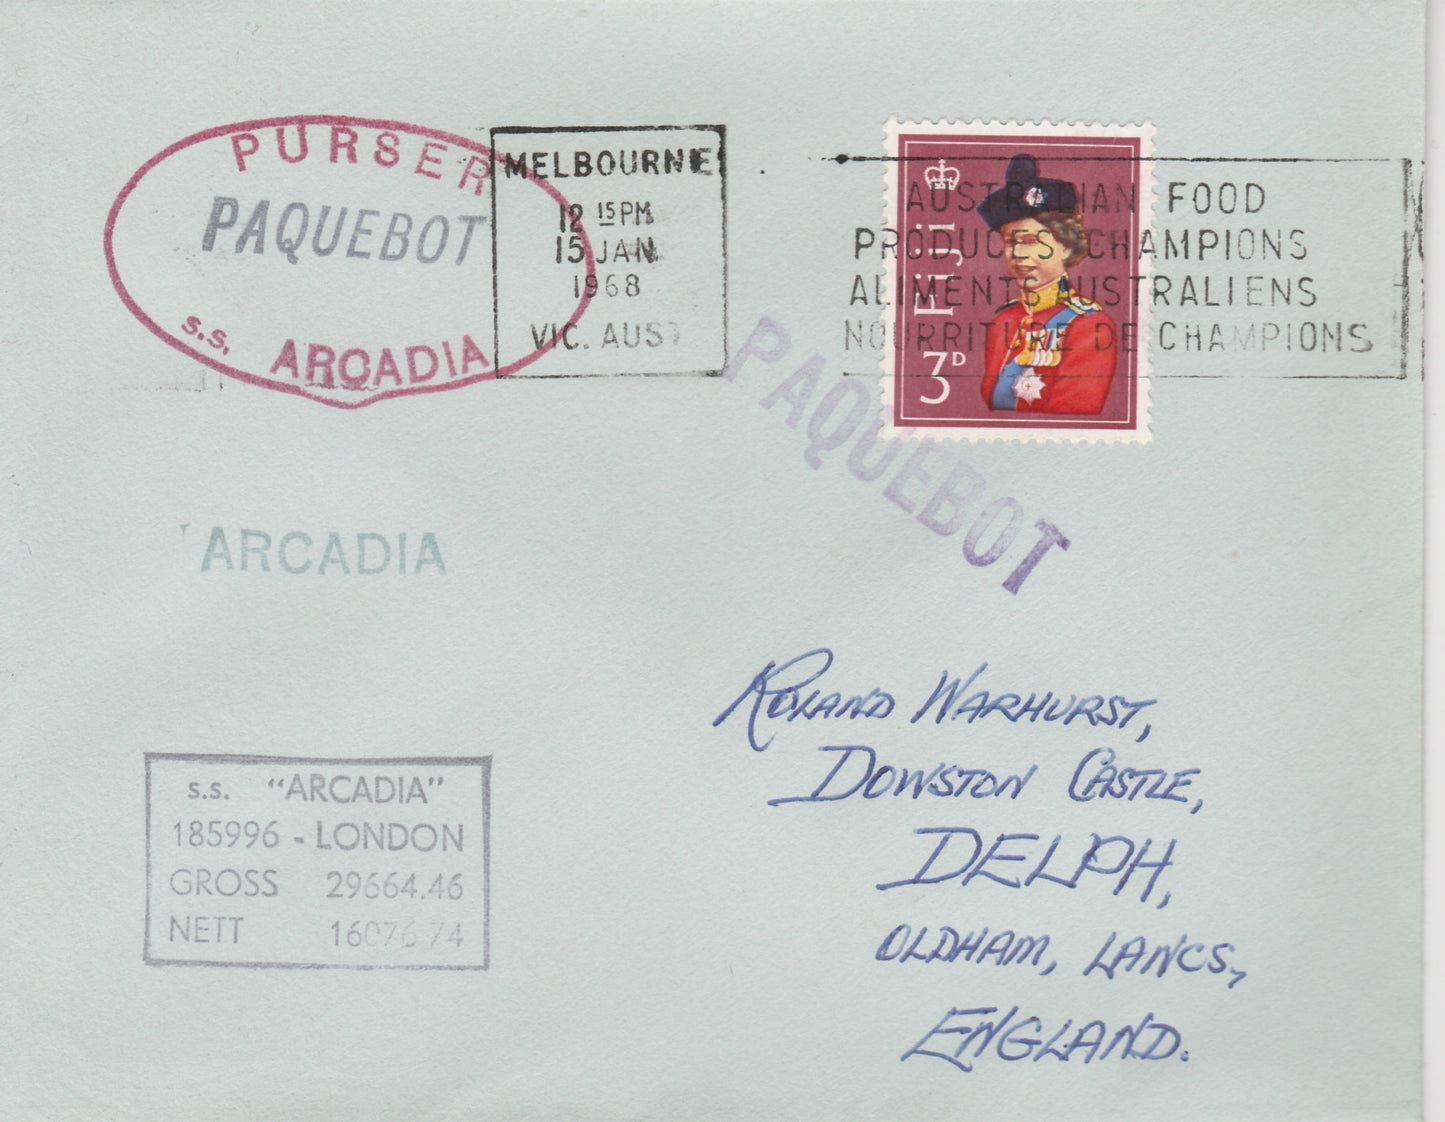 PURSER
PAQUEBOT
s.s. ARCADIA
MELBOURNE
12 15 PM
15 JAN
1968
VIC. AUST
AUSTRALIAN FOOD
PRODUCES CHAMPIONS
ALIMENTS AUSTRALIENS
NOURRITURE DE CHAMPIONS
FIJI
3D
PAQUEBOT
ARCADIA
s.s. "ARCADIA"
185996 - LONDON
GROSS 29664.46
NETT 16076 74
ROLAND WARHURST,
DOWSTON CASTLE,
DELPH,
OLDHAM, LANCS,
ENGLAND.